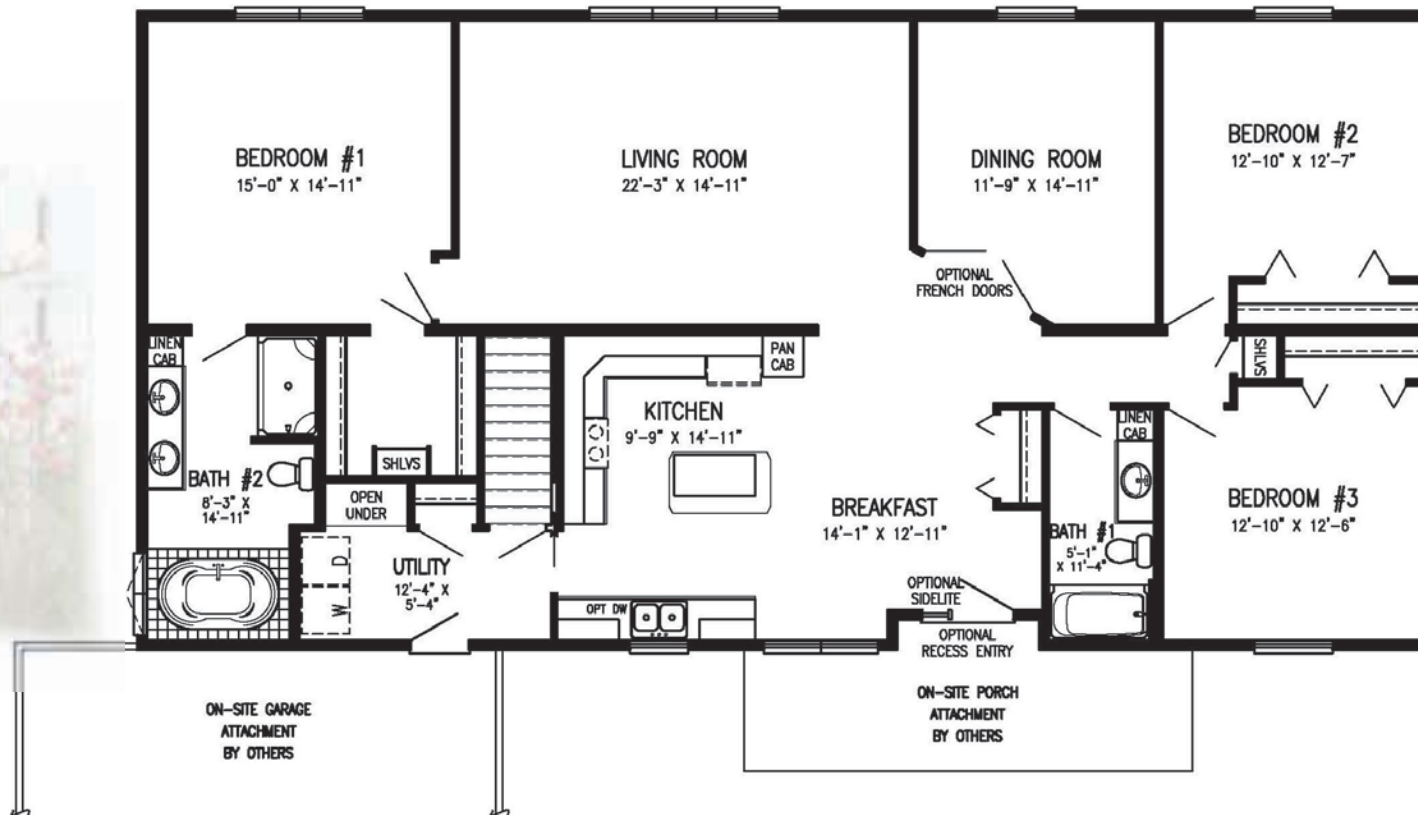 BEDROOM #1
15'-0" X 14'-11"
LIVING ROOM
22'-3" X 14'-11"
DINING ROOM
11'-9" X 14'-11"
BEDROOM #2
12'-10" X 12'-7"
OPTIONAL
FRENCH DOORS
LINEN
CAB
PAN
CAB
SHLVS
KITCHEN
9'-9" X 14'-11"
LINEN
CAB
SHLVS
BATH #2
8'-3" X
14'-11"
OPEN
UNDER
BREAKFAST
14'-1" X 12'-11"
BEDROOM #3
12'-10" X 12'-6"
BATH #1
5'-1"
X 11'-4"
D
W
UTILITY
12'-4" X
5'-4"
OPTIONAL
SIDELITE
OPT DW
OPTIONAL
RECESS ENTRY
ON-SITE GARAGE
ATTACHMENT
BY OTHERS
ON-SITE PORCH
ATTACHMENT
BY OTHERS